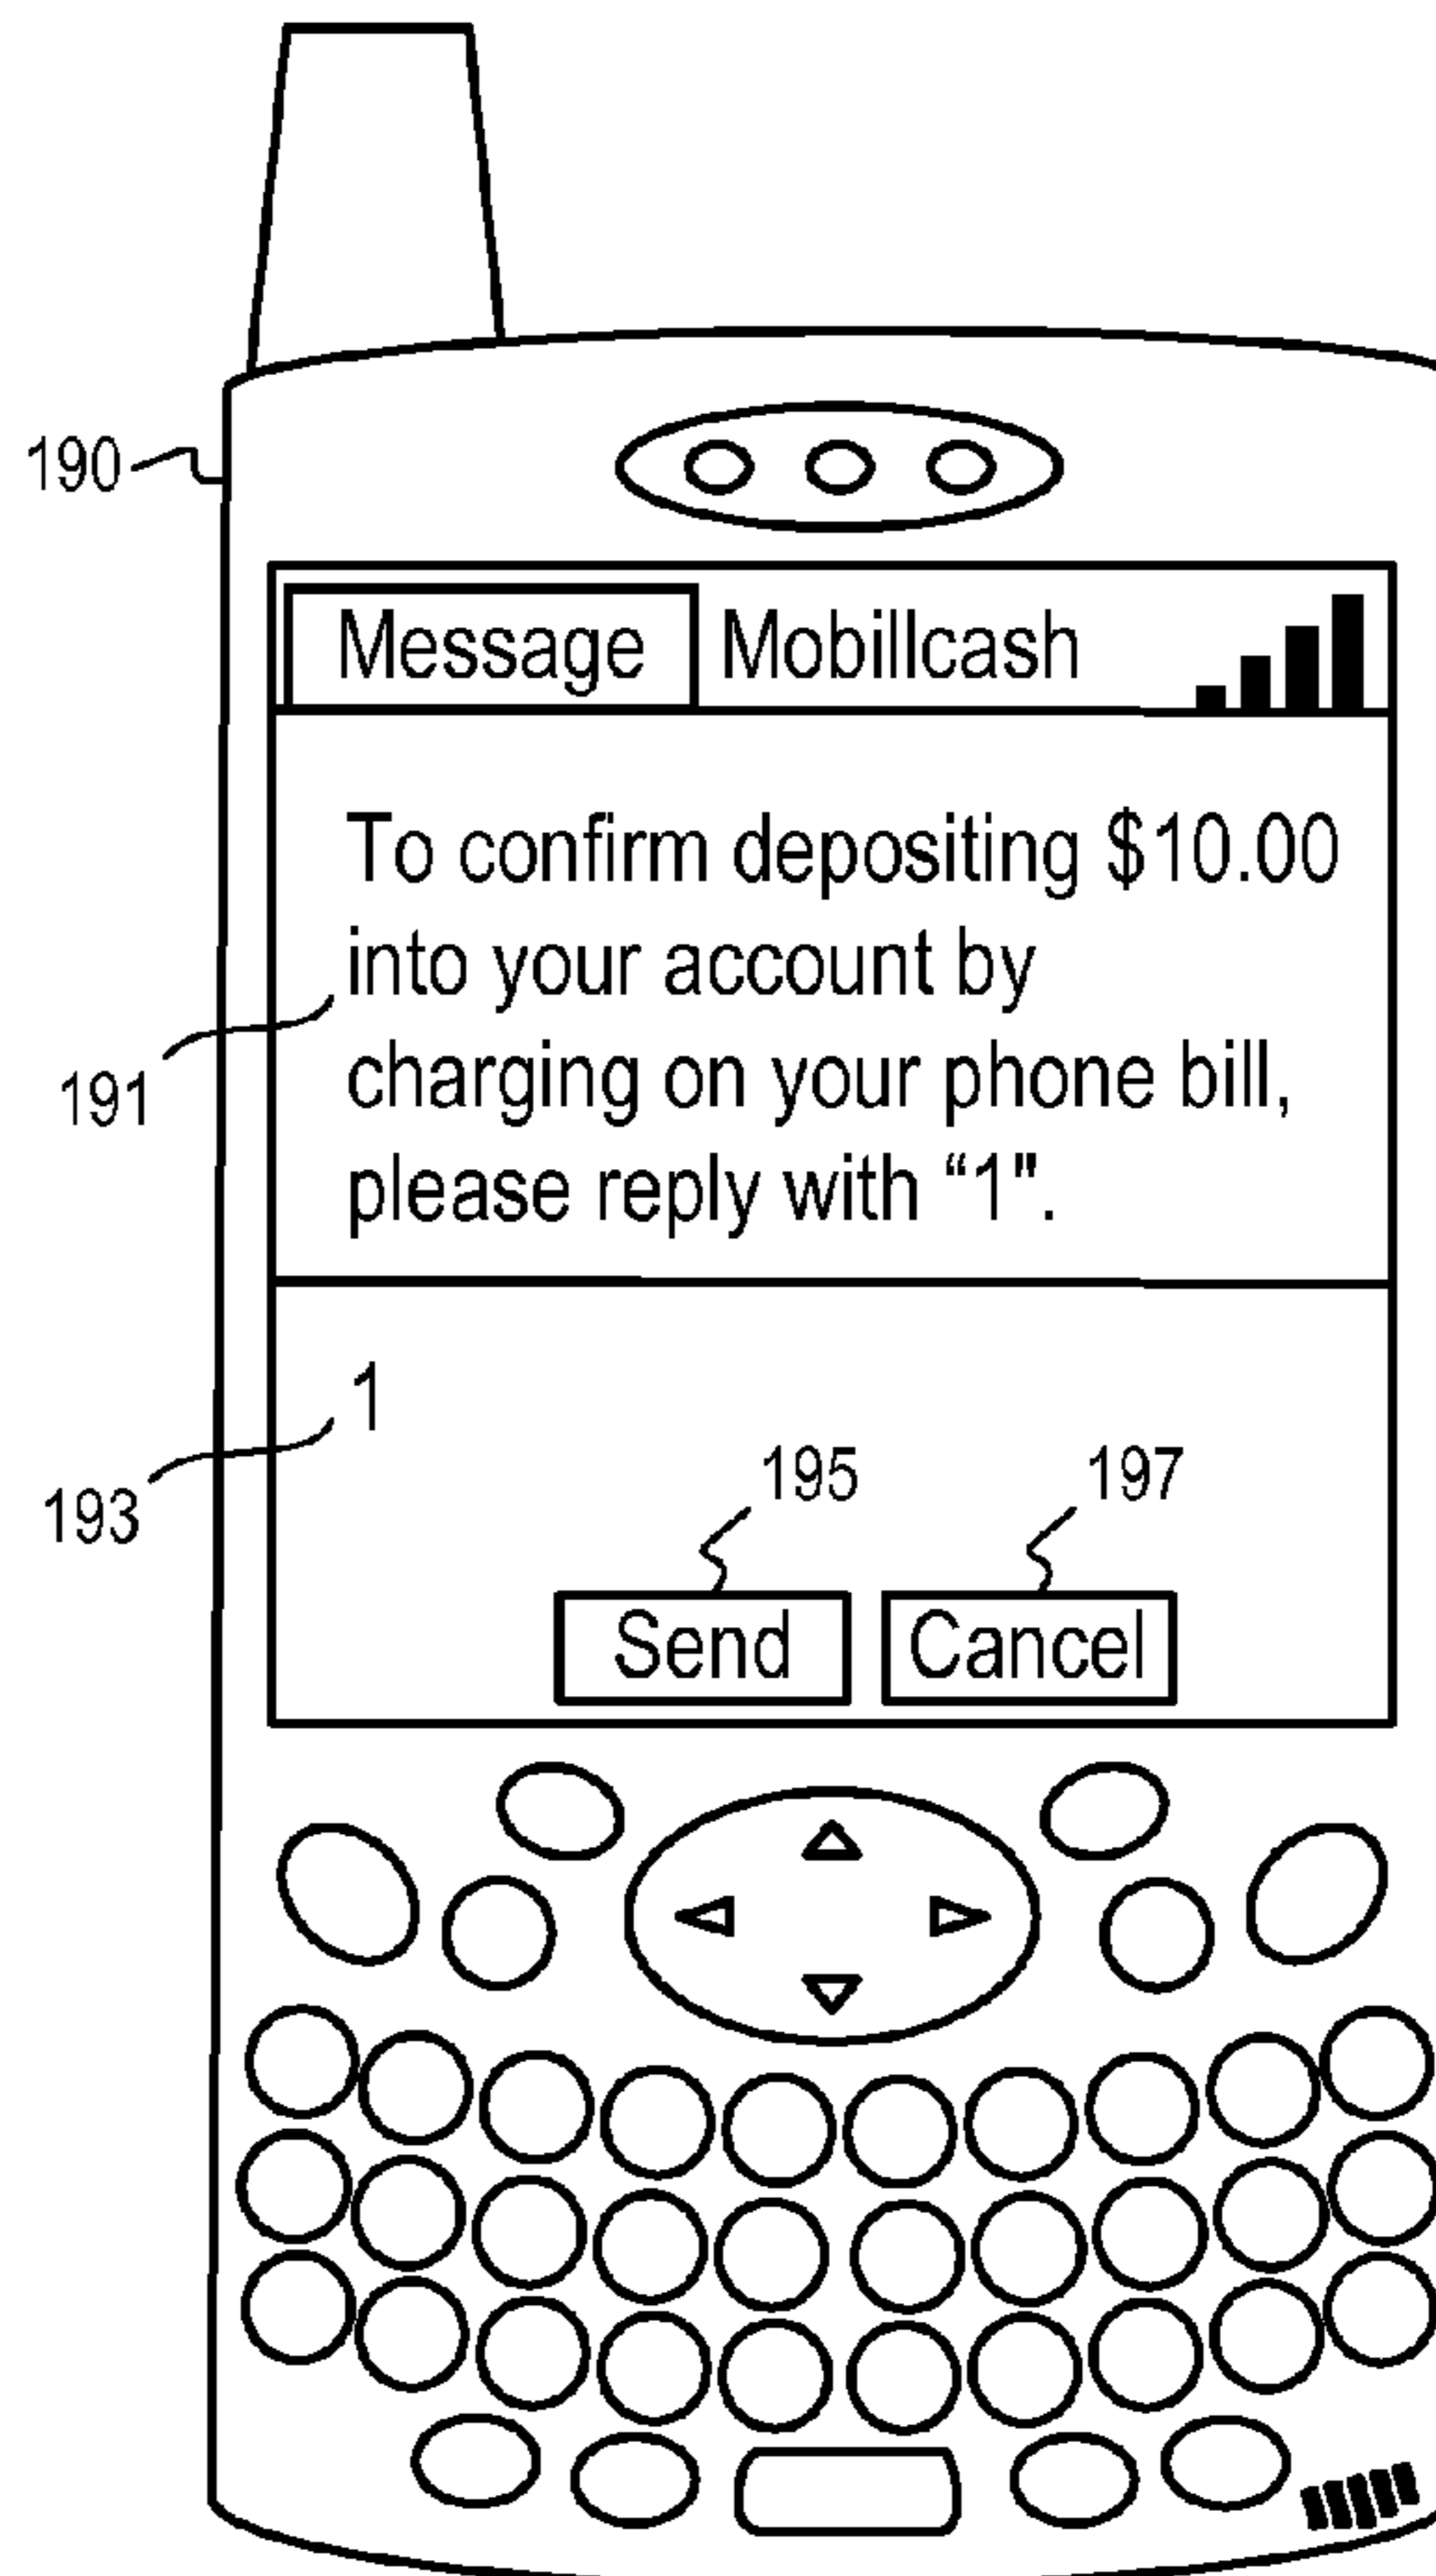 190
Message Mobillcash
To confirm depositing $10.00
into your account by
191
charging on your phone bill,
please reply with “1".
1
193
195 197
Send Cancel